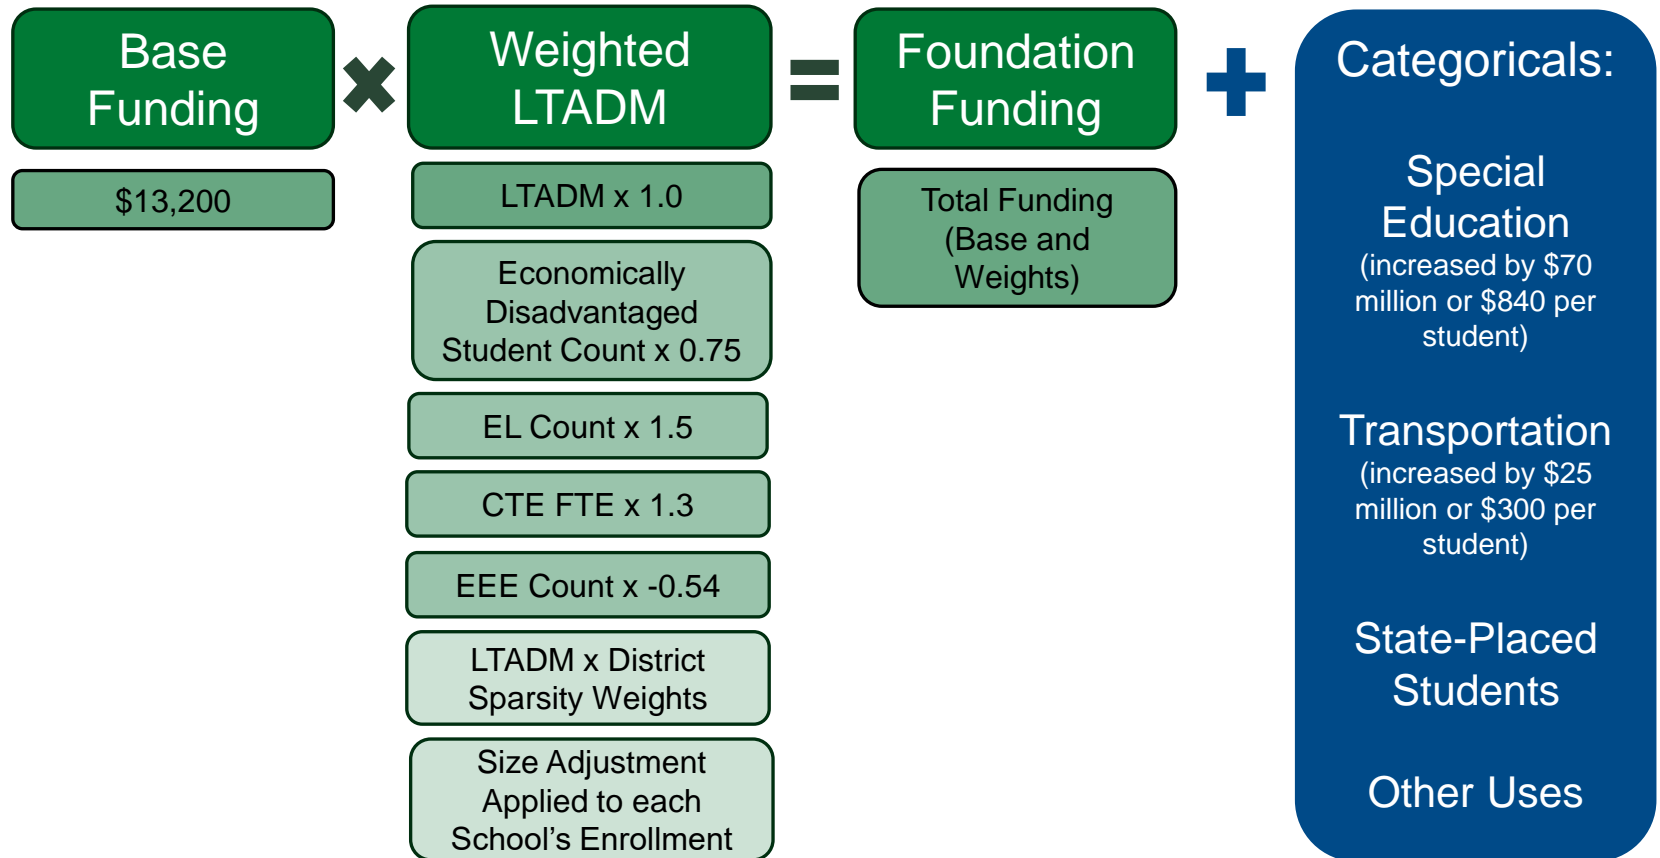 Base
Funding
$13,200
Weighted
LTADM
LTADM x 1.0
Economically
Disadvantaged
Student Count x 0.75
EL Count x 1.5
CTE FTE x 1.3
EEE Count x -0.54
LTADM x District
Sparsity Weights
Size Adjustment
Applied to each
School’s Enrollment
Foundation
Funding
Total Funding
(Base and
Weights)
Categoricals:
Special
Education
(increased by $70
million or $840 per
student)
Transportation
(increased by $25
million or $300 per
student)
State-Placed
Students
Other Uses